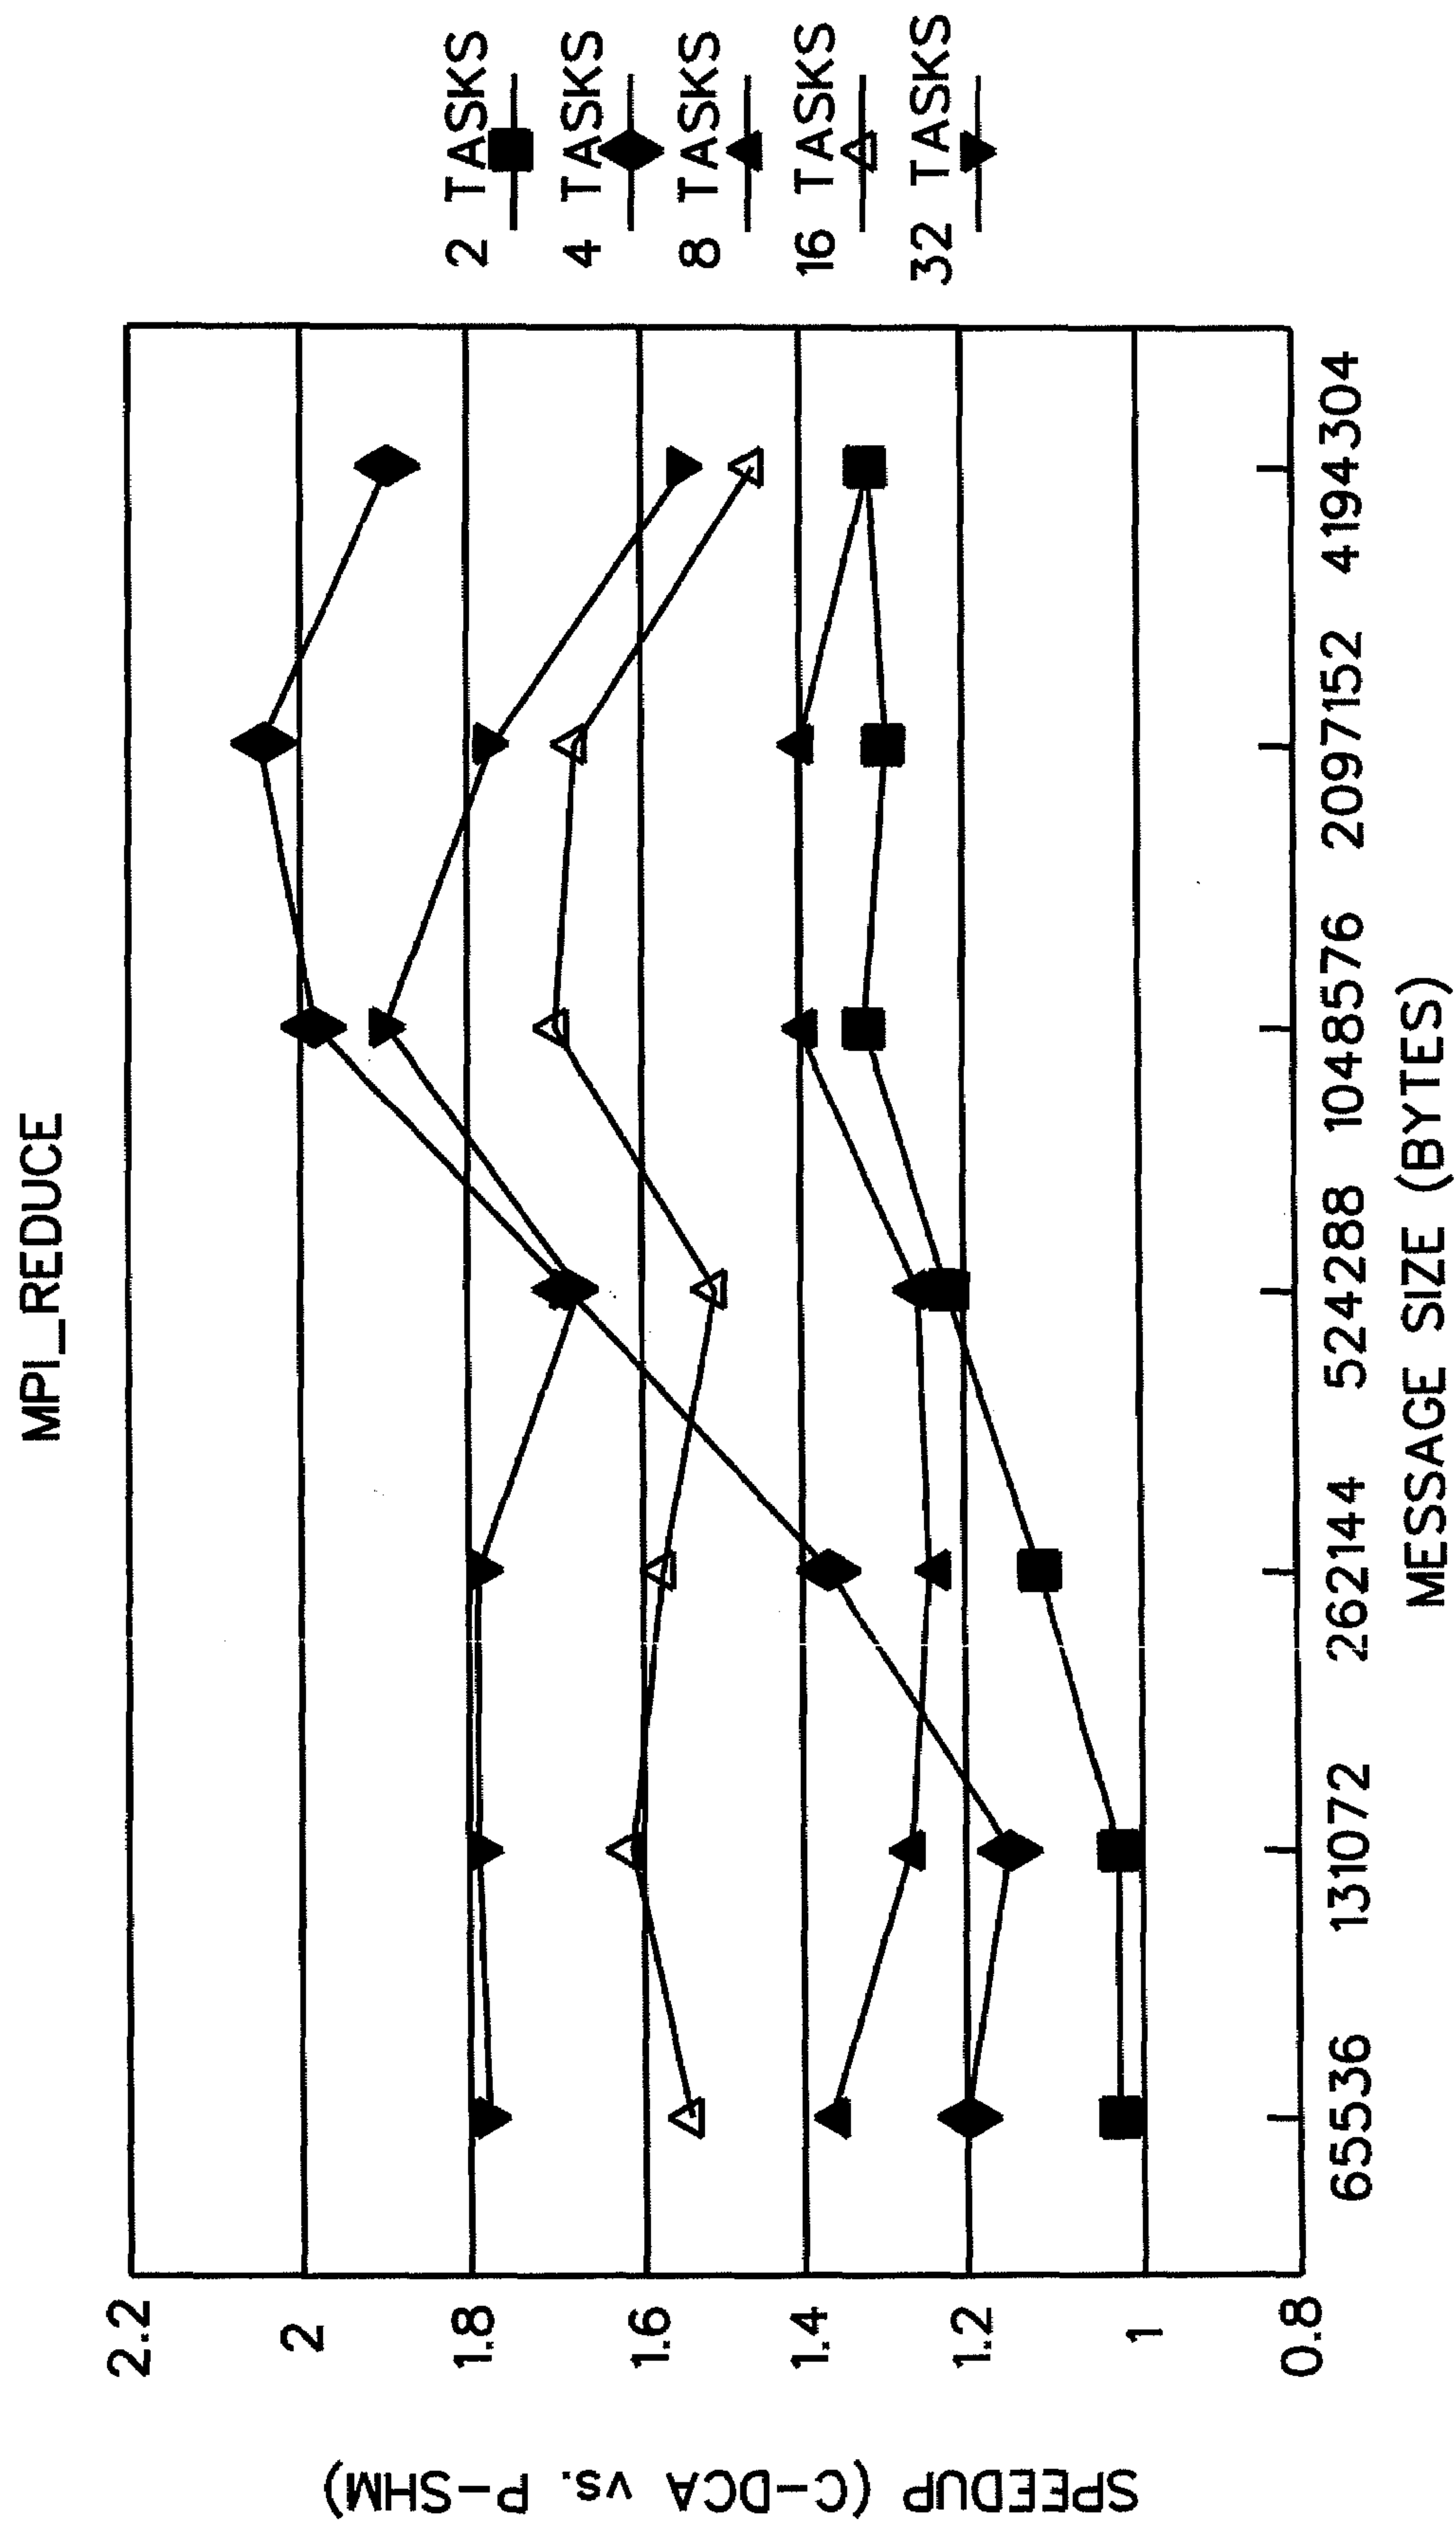 MPI_REDUCE
2.2
2
1.8
1.6
1.4
1.2
1
0.8
SPEEDUP (C-DCA vs. P-SHM)
65536 131072 262144 524288 1048576 2097152 4194304
MESSAGE SIZE (BYTES)
2 TASKS
4 TASKS
8 TASKS
16 TASKS
32 TASKS